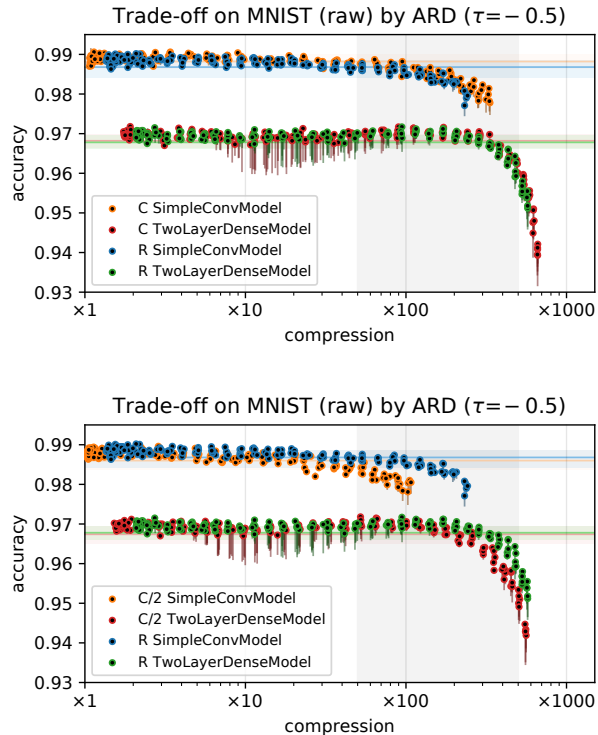 Trade-off on MNIST (raw) by ARD (τ=− 0.5)
0.99
0.98
0.97
0.96
0.95
0.94
0.93
accuracy
C SimpleConvModel
C TwoLayerDenseModel
R SimpleConvModel
R TwoLayerDenseModel
×1
×10
×100
×1000
compression
Trade-off on MNIST (raw) by ARD (τ=− 0.5)
0.99
0.98
0.97
0.96
0.95
0.94
0.93
accuracy
C/2 SimpleConvModel
C/2 TwoLayerDenseModel
R SimpleConvModel
R TwoLayerDenseModel
×1
×10
×100
×1000
compression